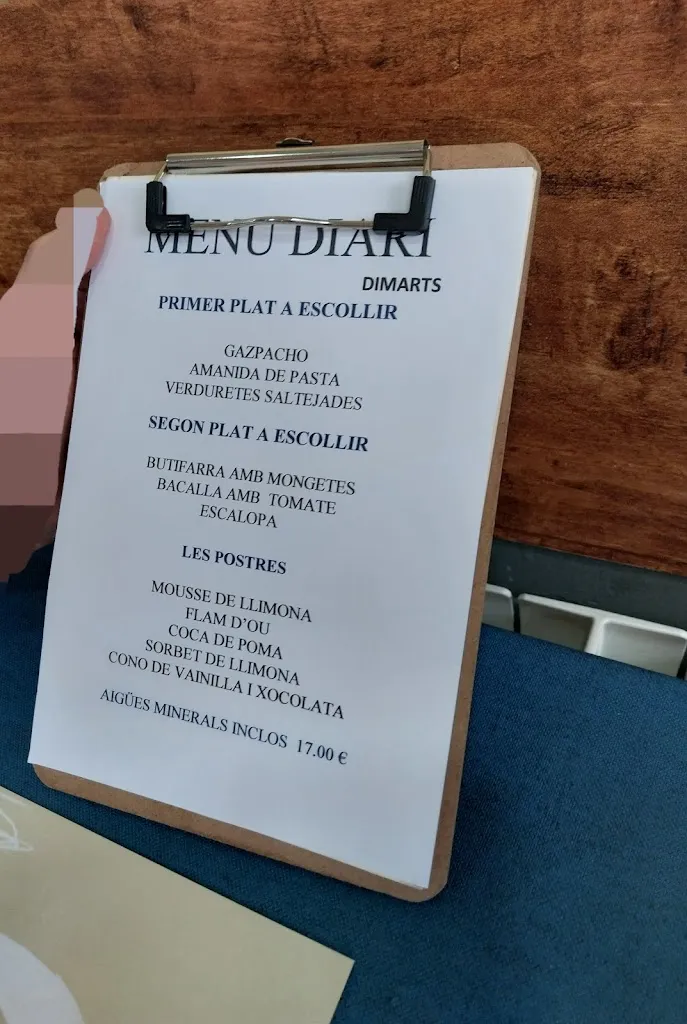 MENÚ DIARI
DIMARTS
PRIMER PLAT A ESCOLLIR
GAZPACHO
AMANIDA DE PASTA
VERDURETES SALTEJADES
SEGON PLAT A ESCOLLIR
BUTIFARRA AMB MONGETES
BACALLA AMB TOMATE
ESCALOPA
LES POSTRES
MOUSSE DE LLIMONA
FLAM D’OU
COCA DE POMA
SORBET DE LLIMONA
CONO DE VAINILLA I XOCOLATA
AIGÜES MINERALS INCLOS 17.00 €